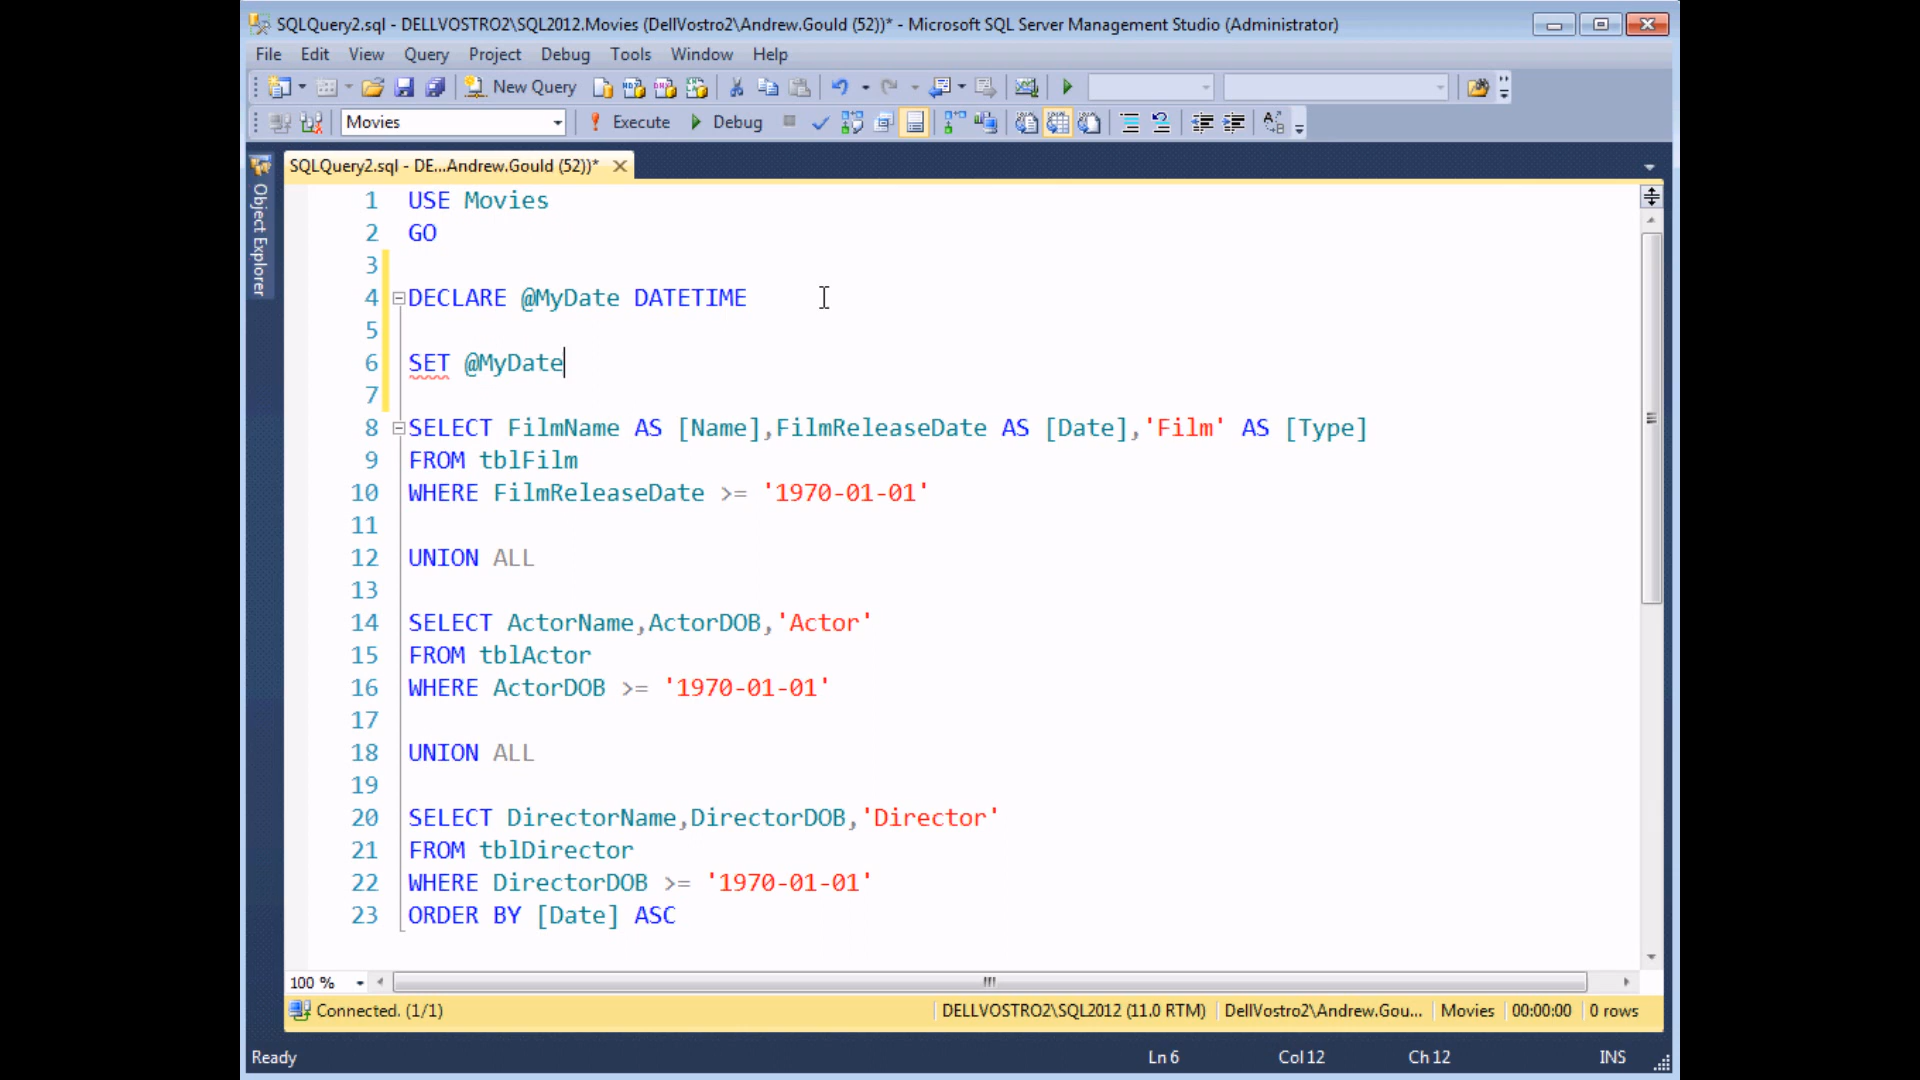 SQLQuery2.sql - DELLVOSTRO2\SQL2012.Movies (DellVostro2\Andrew.Gould (52))* - Microsoft SQL Server Management Studio (Administrator)
File Edit View Query Project Debug Tools Window Help
New Query
Movies Execute Debug
SQLQuery2.sql - DE...Andrew.Gould (52))*
Object Explorer
1 USE Movies
2 GO
3
4 DECLARE @MyDate DATETIME
5
6 SET @MyDate
7
8 SELECT FilmName AS [Name],FilmReleaseDate AS [Date],'Film' AS [Type]
9 FROM tblFilm
10 WHERE FilmReleaseDate >= '1970-01-01'
11
12 UNION ALL
13
14 SELECT ActorName,ActorDOB,'Actor'
15 FROM tblActor
16 WHERE ActorDOB >= '1970-01-01'
17
18 UNION ALL
19
20 SELECT DirectorName,DirectorDOB,'Director'
21 FROM tblDirector
22 WHERE DirectorDOB >= '1970-01-01'
23 ORDER BY [Date] ASC
100 %
Connected. (1/1) DELLVOSTRO2\SQL2012 (11.0 RTM) DellVostro2\Andrew.Gou... Movies 00:00:00 0 rows
Ready Ln 6 Col 12 Ch 12 INS